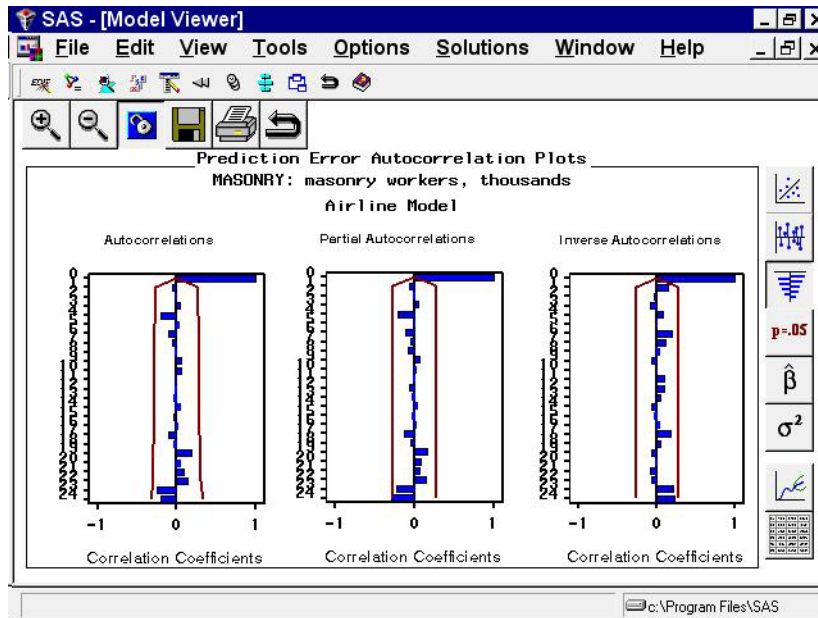 SAS - [Model Viewer]
File Edit View Tools Options Solutions Window Help
Prediction Error Autocorrelation Plots
MASONRY: masonry workers, thousands
Airline Model
Autocorrelations Partial Autocorrelations Inverse Autocorrelations
p=.05
β̂
σ²
-1 0 1 -1 0 1 -1 0 1
Correlation Coefficients Correlation Coefficients Correlation Coefficients
c:\Program Files\SAS